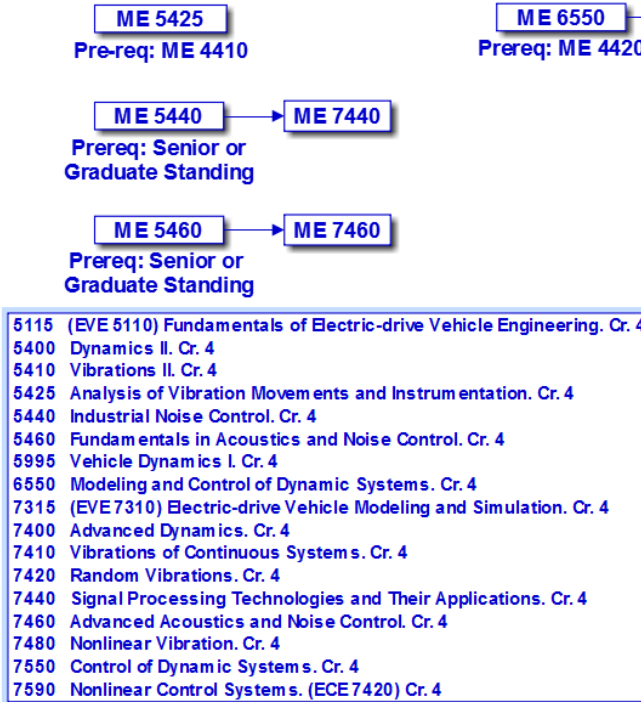 ME 5425
Pre-req: ME 4410
ME 6550
Prereq: ME 4420
ME 5440
ME 7440
Prereq: Senior or
Graduate Standing
ME 5460
ME 7460
Prereq: Senior or
Graduate Standing
5115 (EVE 5110) Fundamentals of Electric-drive Vehicle Engineering. Cr. 4
5400 Dynamics II. Cr. 4
5410 Vibrations II. Cr. 4
5425 Analysis of Vibration Movements and Instrumentation. Cr. 4
5440 Industrial Noise Control. Cr. 4
5460 Fundamentals in Acoustics and Noise Control. Cr. 4
5995 Vehicle Dynamics I. Cr. 4
6550 Modeling and Control of Dynamic Systems. Cr. 4
7315 (EVE 7310) Electric-drive Vehicle Modeling and Simulation. Cr. 4
7400 Advanced Dynamics. Cr. 4
7410 Vibrations of Continuous Systems. Cr. 4
7420 Random Vibrations. Cr. 4
7440 Signal Processing Technologies and Their Applications. Cr. 4
7460 Advanced Acoustics and Noise Control. Cr. 4
7480 Nonlinear Vibration. Cr. 4
7550 Control of Dynamic Systems. Cr. 4
7590 Nonlinear Control Systems. (ECE 7420) Cr. 4